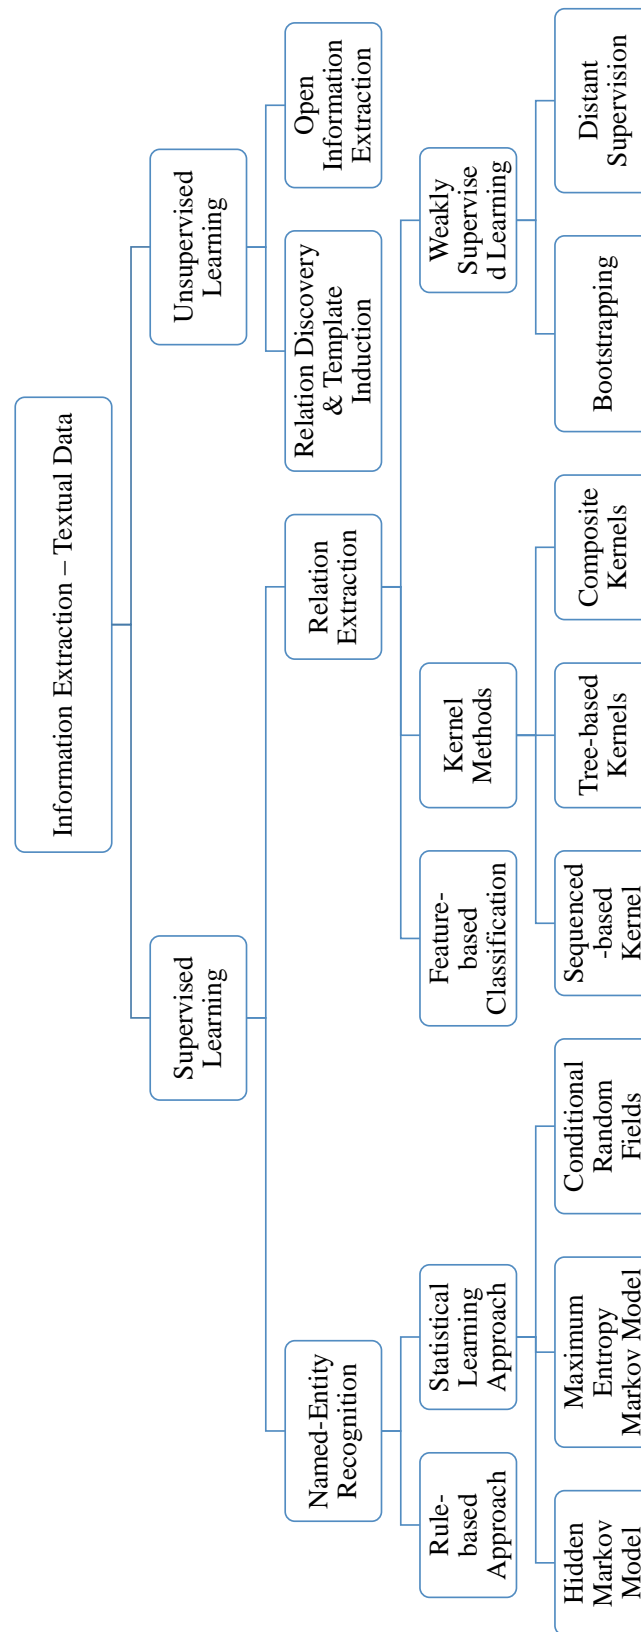 Information Extraction – Textual Data
Supervised
Learning
Unsupervised
Learning
Named-Entity
Recognition
Relation
Extraction
Relation Discovery
& Template
Induction
Open
Information
Extraction
Rule-
based
Approach
Statistical
Learning
Approach
Feature-
based
Classification
Kernel
Methods
Weakly
Supervise
d Learning
Hidden
Markov
Model
Maximum
Entropy
Markov Model
Conditional
Random
Fields
Sequenced
-based
Kernel
Tree-based
Kernels
Composite
Kernels
Bootstrapping
Distant
Supervision